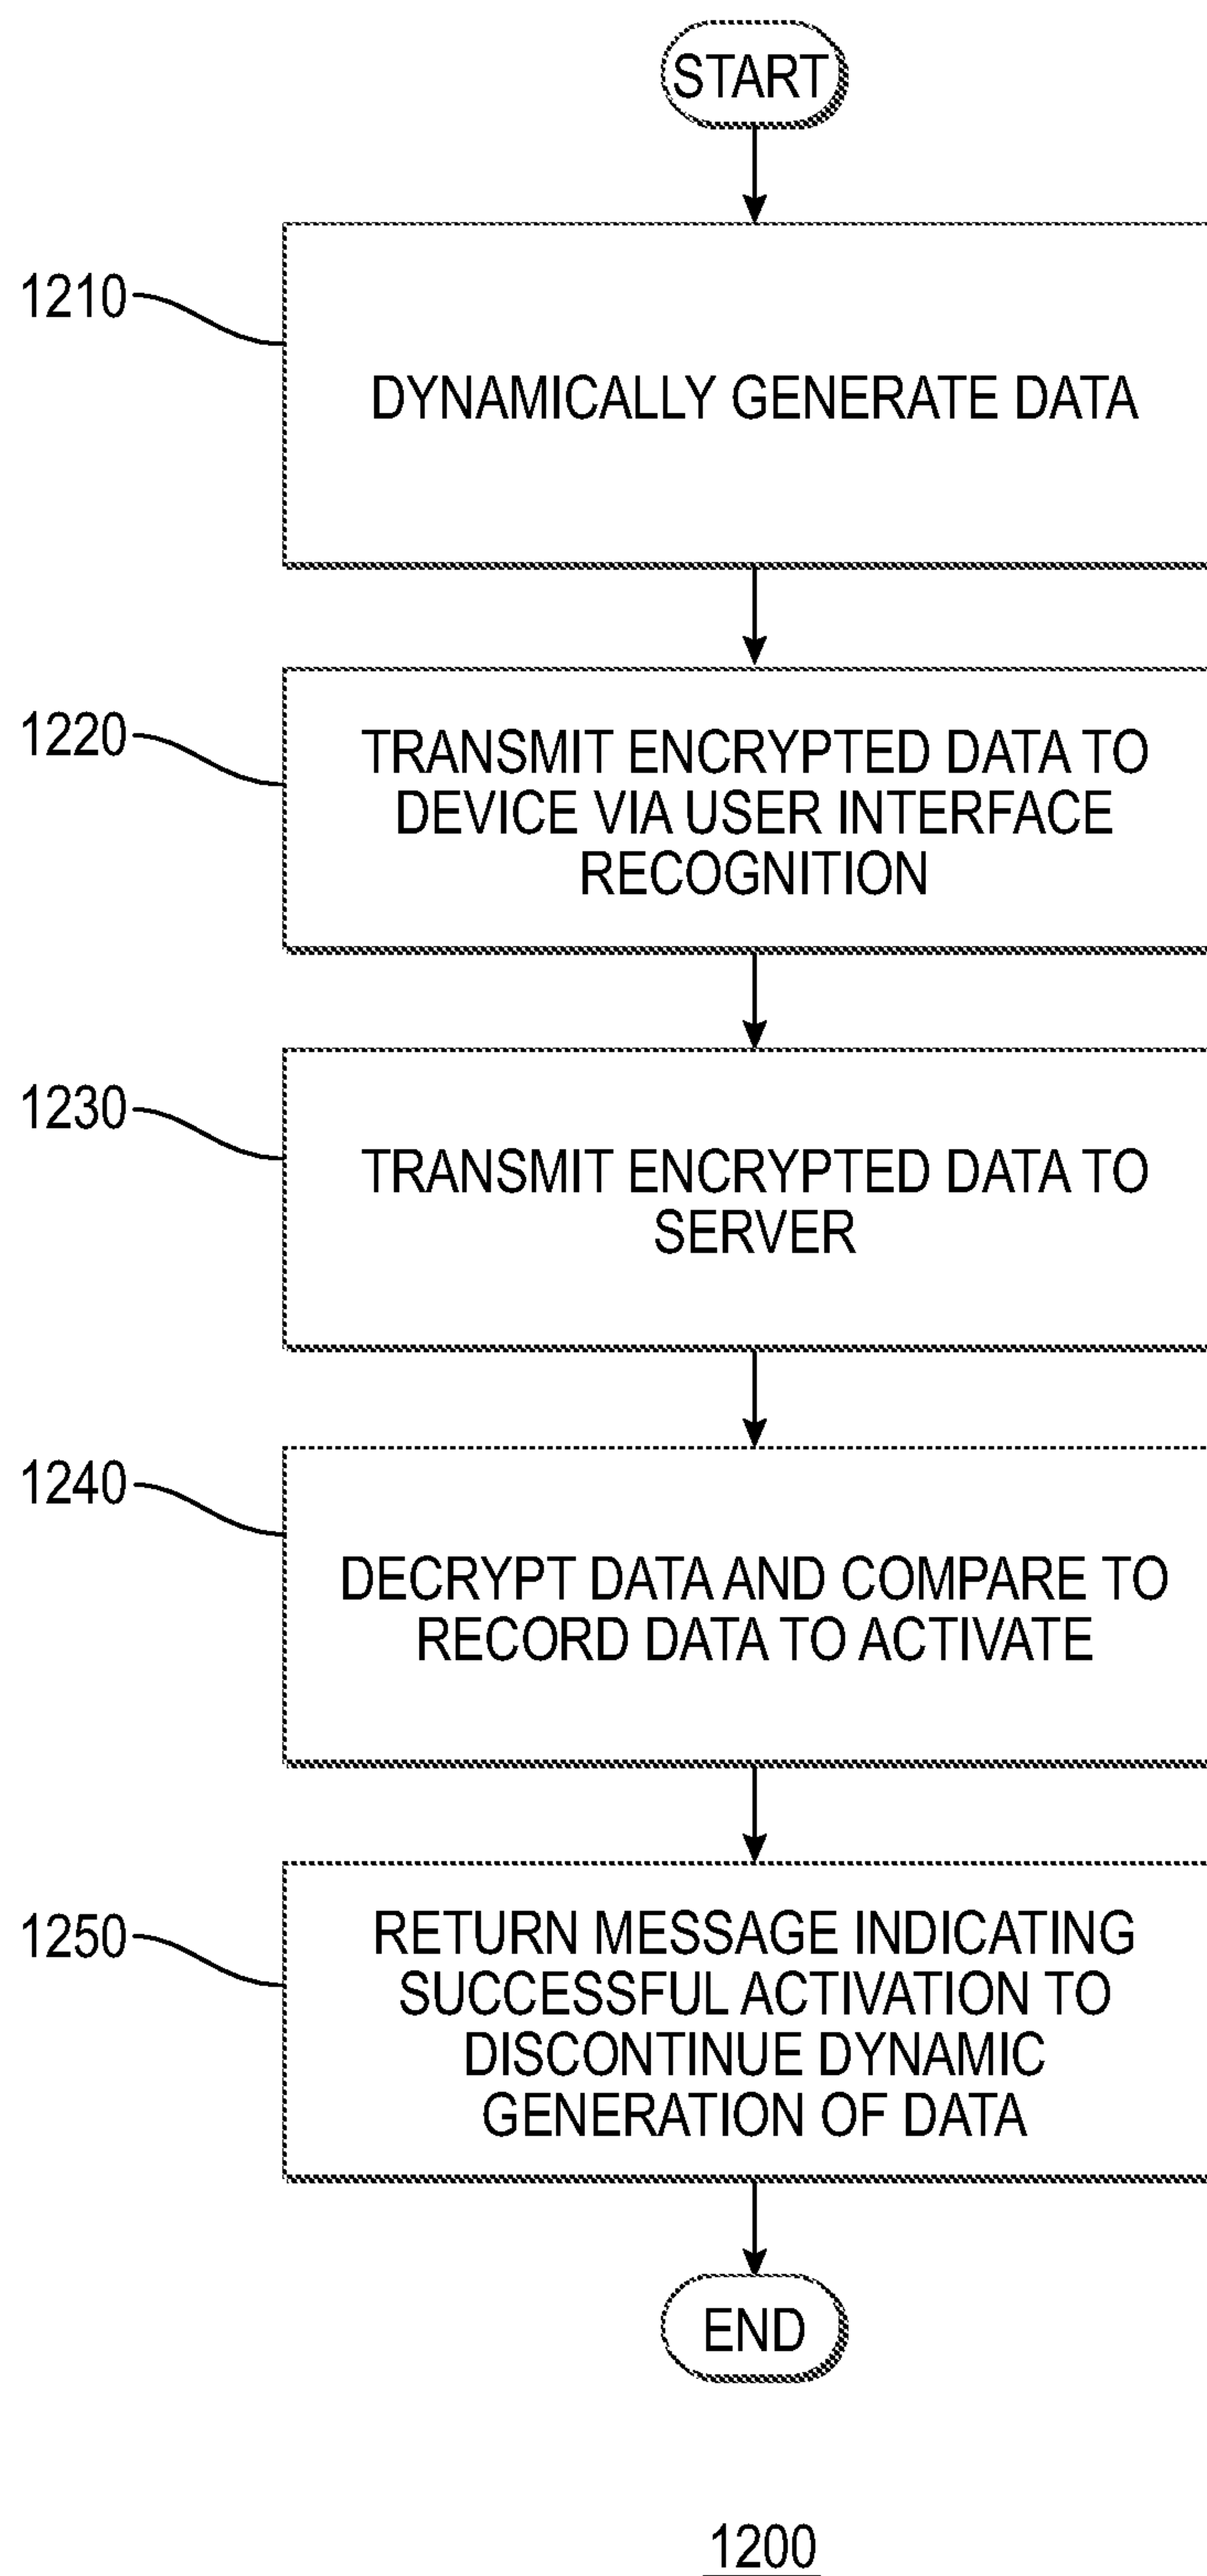 START
1210
DYNAMICALLY GENERATE DATA
1220
TRANSMIT ENCRYPTED DATA TO
DEVICE VIA USER INTERFACE
RECOGNITION
1230
TRANSMIT ENCRYPTED DATA TO
SERVER
1240
DECRYPT DATA AND COMPARE TO
RECORD DATA TO ACTIVATE
1250
RETURN MESSAGE INDICATING
SUCCESSFUL ACTIVATION TO
DISCONTINUE DYNAMIC
GENERATION OF DATA
END
1200